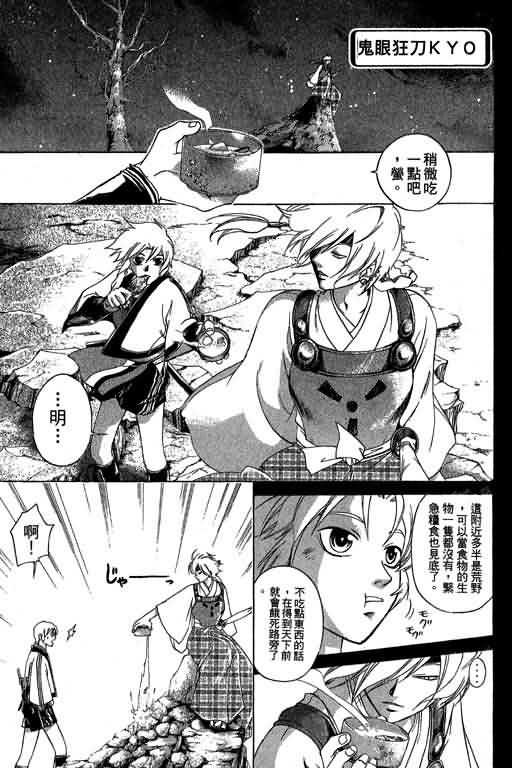 鬼眼狂刀KYO
稍微吃
一點吧
，螢。
…明…
這附近多半是荒野
，可以當食物的生
物一隻都沒有，緊
急糧食也見底了。
モグ
モグ
……
不吃點東西的話
，在得到天下前
就會餓死路旁了
じゃーー
啊！